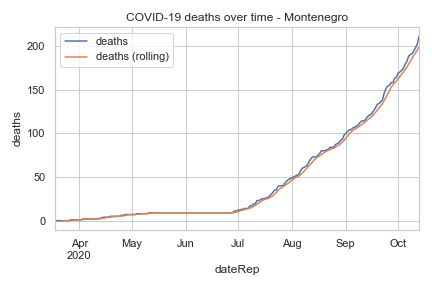 COVID-19 deaths over time - Montenegro
deaths
deaths (rolling)
200
150
100
50
0
deaths
Apr
2020
May
Jun
Jul
Aug
Sep
Oct
dateRep